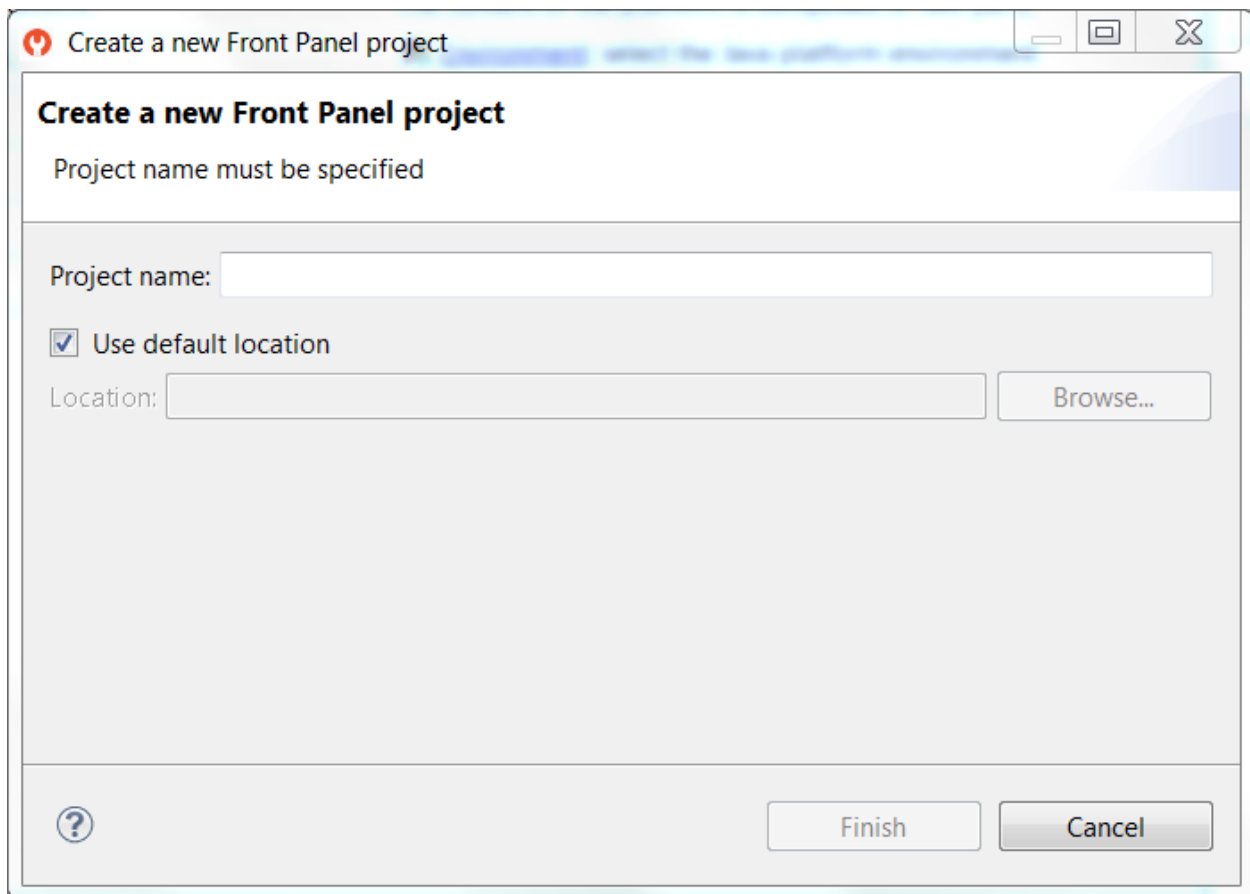 Create a new Front Panel project
Create a new Front Panel project
Project name must be specified
Project name:
Use default location
Location:
Browse...
?
Finish
Cancel